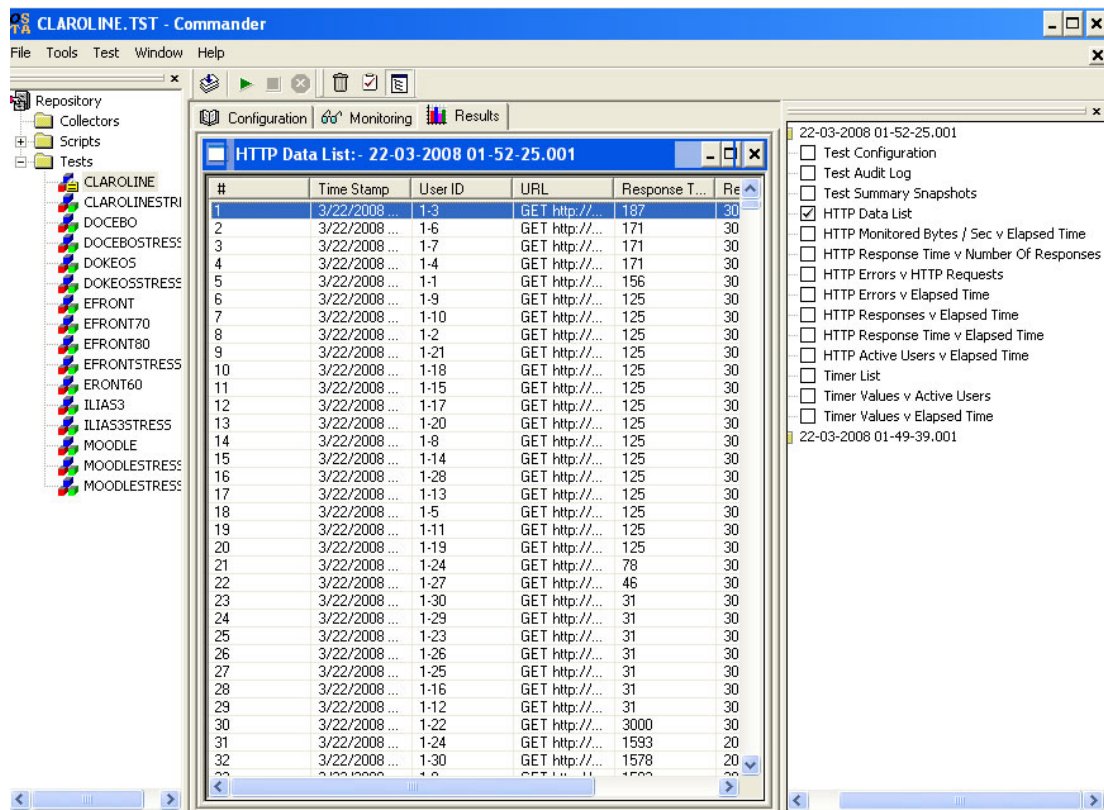 OS
TA
CLAROLINE.TST - Commander
File Tools Test Window Help
Repository
Collectors
Scripts
Tests
CLAROLINE
CLAROLINESTRI
DOCEBO
DOCEBOSTRESS
DOKEOS
DOKEOSSTRESS
EFRONT
EFRONT70
EFRONT80
EFRONTSTRESS
ERONT60
ILIAS3
ILIAS3STRESS
MOODLE
MOODLESTRESS
MOODLESTRESS
Configuration Monitoring Results
HTTP Data List:- 22-03-2008 01-52-25.001
# Time Stamp User ID URL Response T... Re
1 3/22/2008 ... 1-3 GET http://... 187 30
2 3/22/2008 ... 1-6 GET http://... 171 30
3 3/22/2008 ... 1-7 GET http://... 171 30
4 3/22/2008 ... 1-4 GET http://... 171 30
5 3/22/2008 ... 1-1 GET http://... 156 30
6 3/22/2008 ... 1-9 GET http://... 125 30
7 3/22/2008 ... 1-10 GET http://... 125 30
8 3/22/2008 ... 1-2 GET http://... 125 30
9 3/22/2008 ... 1-21 GET http://... 125 30
10 3/22/2008 ... 1-18 GET http://... 125 30
11 3/22/2008 ... 1-15 GET http://... 125 30
12 3/22/2008 ... 1-17 GET http://... 125 30
13 3/22/2008 ... 1-20 GET http://... 125 30
14 3/22/2008 ... 1-8 GET http://... 125 30
15 3/22/2008 ... 1-14 GET http://... 125 30
16 3/22/2008 ... 1-28 GET http://... 125 30
17 3/22/2008 ... 1-13 GET http://... 125 30
18 3/22/2008 ... 1-5 GET http://... 125 30
19 3/22/2008 ... 1-11 GET http://... 125 30
20 3/22/2008 ... 1-19 GET http://... 125 30
21 3/22/2008 ... 1-24 GET http://... 78 30
22 3/22/2008 ... 1-27 GET http://... 46 30
23 3/22/2008 ... 1-30 GET http://... 31 30
24 3/22/2008 ... 1-29 GET http://... 31 30
25 3/22/2008 ... 1-23 GET http://... 31 30
26 3/22/2008 ... 1-26 GET http://... 31 30
27 3/22/2008 ... 1-25 GET http://... 31 30
28 3/22/2008 ... 1-16 GET http://... 31 30
29 3/22/2008 ... 1-12 GET http://... 31 30
30 3/22/2008 ... 1-22 GET http://... 3000 30
31 3/22/2008 ... 1-24 GET http://... 1593 20
32 3/22/2008 ... 1-30 GET http://... 1578 20
22-03-2008 01-52-25.001
Test Configuration
Test Audit Log
Test Summary Snapshots
HTTP Data List
HTTP Monitored Bytes / Sec v Elapsed Time
HTTP Response Time v Number Of Responses
HTTP Errors v HTTP Requests
HTTP Errors v Elapsed Time
HTTP Responses v Elapsed Time
HTTP Response Time v Elapsed Time
HTTP Active Users v Elapsed Time
Timer List
Timer Values v Active Users
Timer Values v Elapsed Time
22-03-2008 01-49-39.001